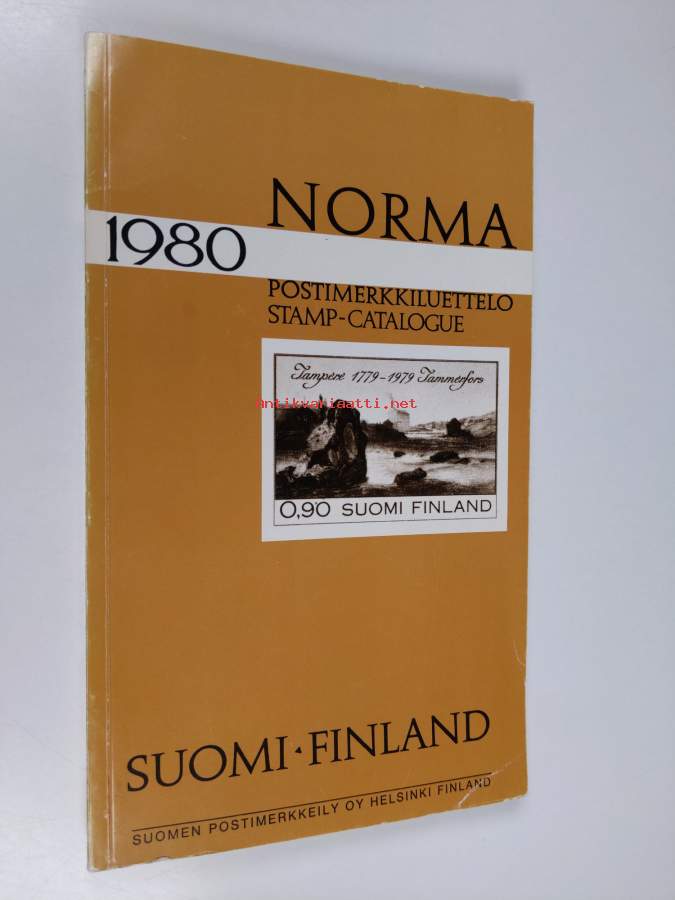 NORMA
1980
POSTIMERKKILUETTELO
STAMP-CATALOGUE
Tampere 1779-1979 Tammerfors
antikvariaatti.net
0,90 SUOMI FINLAND
SUOMI·FINLAND
SUOMEN POSTIMERKKEILY OY HELSINKI FINLAND